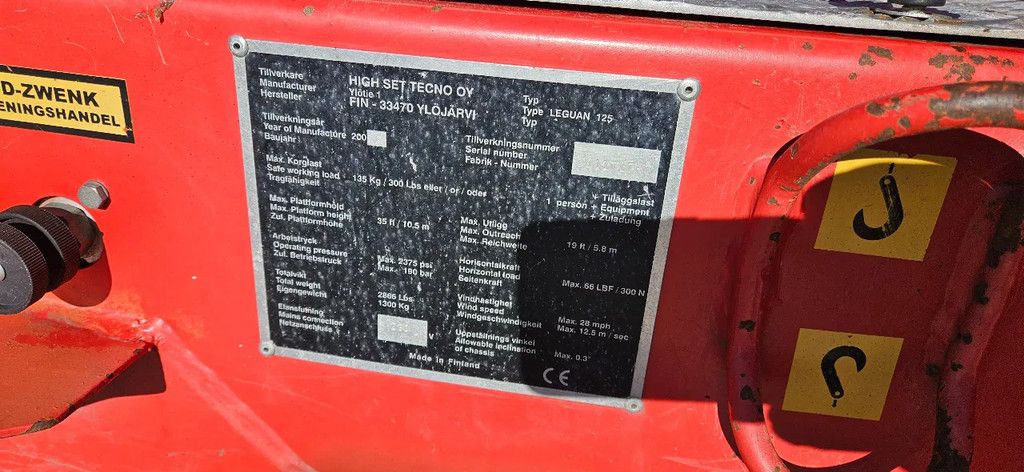 D-ZWENK
ENINGSHANDEL
Tillverkare
Manufacturer
Hersteller
HIGH SET TECNO OY
Ylötie 1
FIN - 33470 YLÖJÄRVI
Typ
Type LEGUAN 125
Typ
Tillverkningsår
Year of Manufacture 200
Baujahr
Tillverkningsnummer
Serial number
Fabrik - Nummer
Max. Korglast
Safe working load
Tragfähigkeit
135 Kg / 300 Lbs eller / or / oder
+ Tilläggslast
1 person + Equipment
+ Zuladung
Max. Plattformhöjd
Max. Platform height
Zul. Plattformhöhe
35 ft / 10.5 m
Max. Utligg
Max. Outreach
Max. Reichweite
19 ft / 5.8 m
Arbetstryck
Operating pressure
Zul. Betriebsdruck
Max. 2375 psi
Max. 160 bar
Horisontalkraft
Horizontal load
Seitenkraft
Max. 66 LBF / 300 N
Totalvikt
Total weight
Eigengewicht
2865 Lbs
1300 Kg
Vindhastighet
Wind speed
Windgeschwindigkeit
Max. 28 mph
Max. 12.5 m / sec
Elanslutning
Mains connection
Netzanschluss
V
Uppställnings vinkel
Allowable inclination
of chassis
Max. 0.3°
Made in Finland
CE